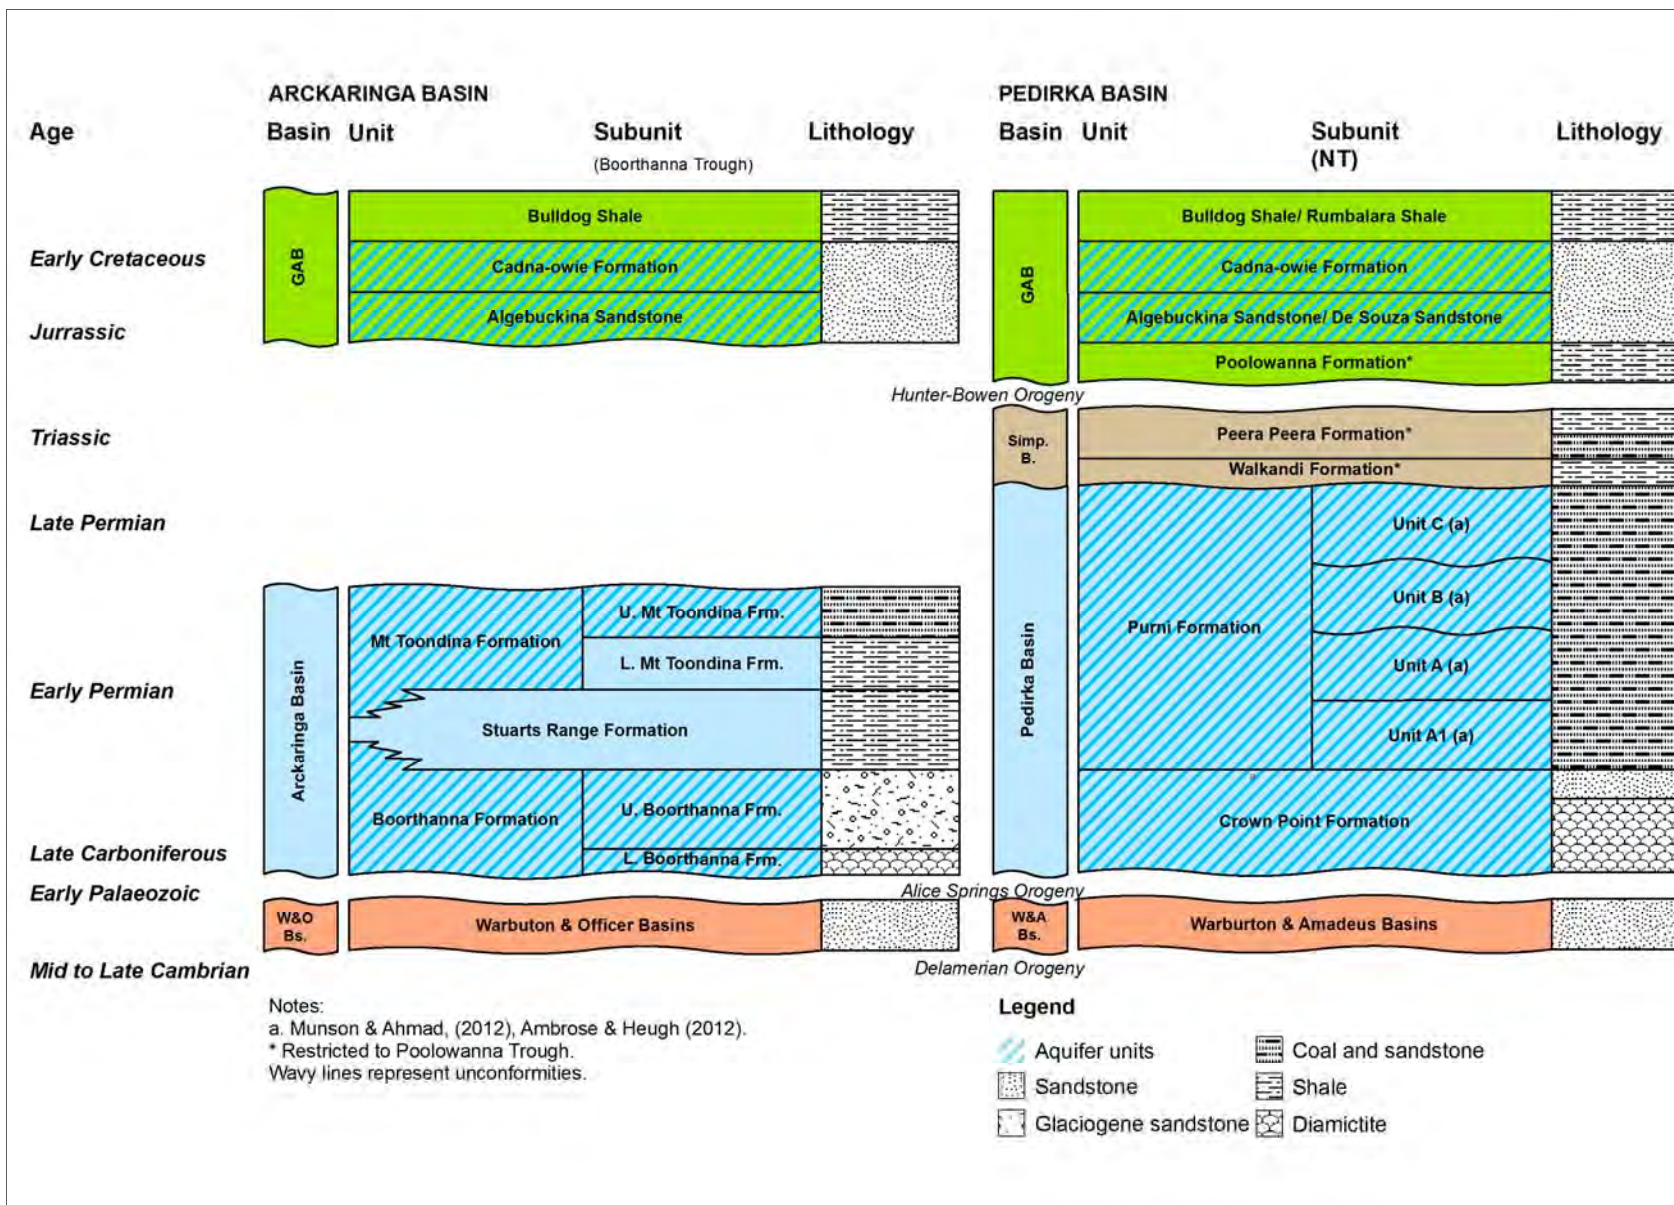 ARCKARINGA BASIN
PEDIRKA BASIN
Age
Basin
Unit
Subunit
Lithology
(Boorthanna Trough)
Basin
Unit
Subunit
(NT)
Lithology
Early Cretaceous
Jurrassic
Triassic
Late Permian
Early Permian
Late Carboniferous
Early Palaeozoic
Mid to Late Cambrian
GAB
Bulldog Shale
Cadna-owie Formation
Algebuckina Sandstone
Arckaringa Basin
Mt Toondina Formation
U. Mt Toondina Frm.
L. Mt Toondina Frm.
Stuarts Range Formation
Boorthanna Formation
U. Boorthanna Frm.
L. Boorthanna Frm.
W&O
Bs.
Warbuton & Officer Basins
Hunter-Bowen Orogeny
Alice Springs Orogeny
Delamerian Orogeny
GAB
Bulldog Shale/ Rumbalara Shale
Cadna-owie Formation
Algebuckina Sandstone/ De Souza Sandstone
Poolowanna Formation*
Simp.
B.
Peera Peera Formation*
Walkandi Formation*
Pedirka Basin
Purni Formation
Unit C (a)
Unit B (a)
Unit A (a)
Unit A1 (a)
Crown Point Formation
W&A
Bs.
Warburton & Amadeus Basins
Notes:
a. Munson & Ahmad, (2012), Ambrose & Heugh (2012).
* Restricted to Poolowanna Trough.
Wavy lines represent unconformities.
Legend
Aquifer units
Coal and sandstone
Sandstone
Shale
Glaciogene sandstone
Diamictite